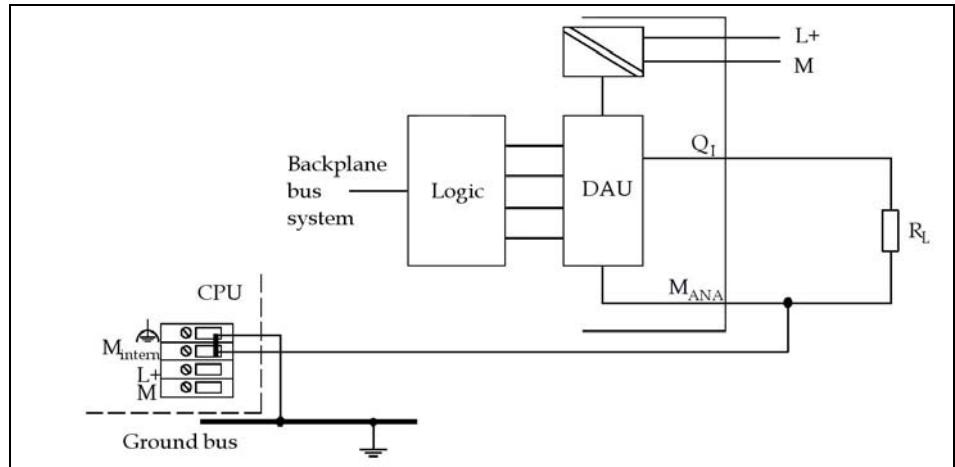 L+
M
Q_I
Backplane
bus
system
Logic
DAU
R_L
M_ANA
CPU
M_intern
L+
M
Ground bus